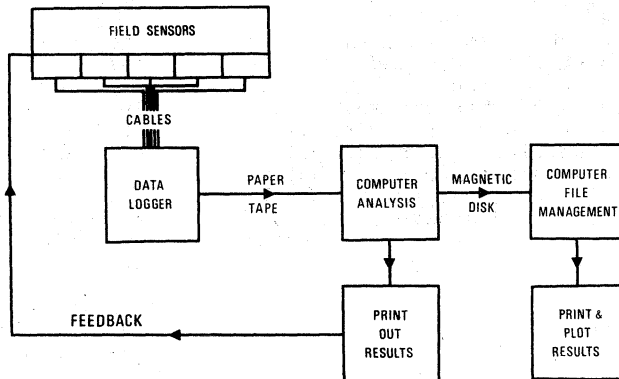 FIELD SENSORS
CABLES
DATA
LOGGER
PAPER
TAPE
COMPUTER
ANALYSIS
MAGNETIC
DISK
COMPUTER
FILE
MANAGEMENT
FEEDBACK
PRINT
OUT
RESULTS
PRINT &
PLOT
RESULTS